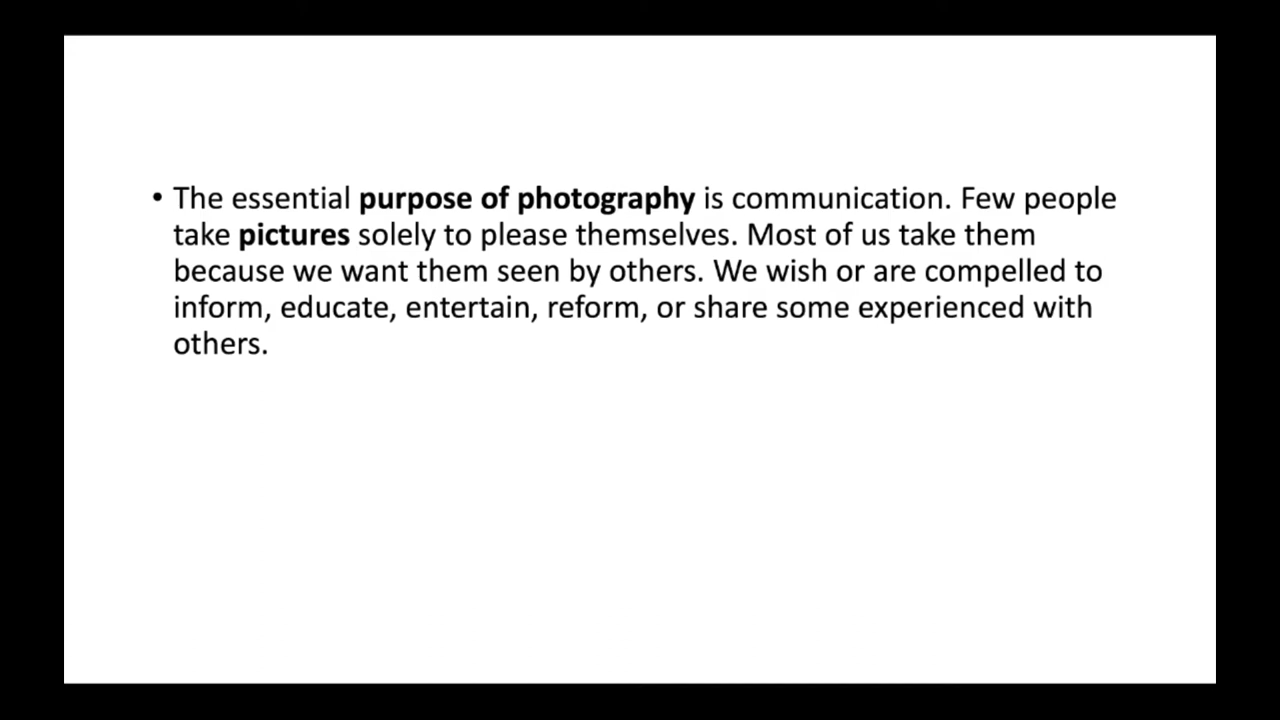 • The essential purpose of photography is communication. Few people
take pictures solely to please themselves. Most of us take them
because we want them seen by others. We wish or are compelled to
inform, educate, entertain, reform, or share some experienced with
others.